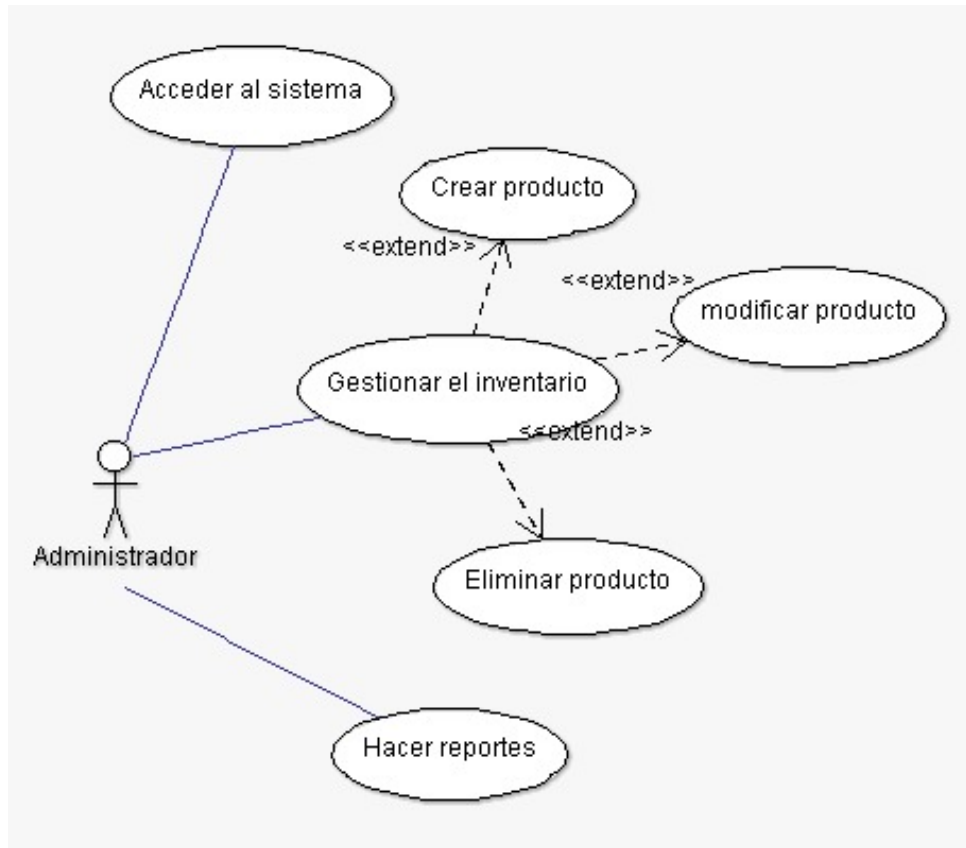 Acceder al sistema
Crear producto
<<extend>>
<<extend>>
modificar producto
Gestionar el inventario
<<extend>>
Administrador
Eliminar producto
Hacer reportes